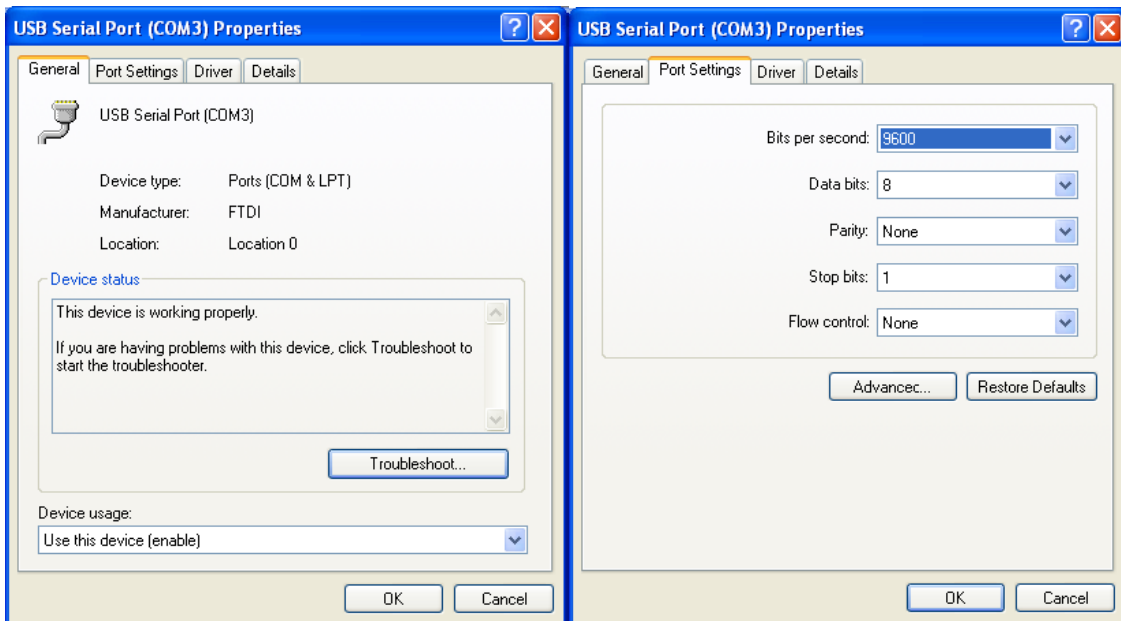 USB Serial Port (COM3) Properties
General Port Settings Driver Details
USB Serial Port (COM3)
Device type: Ports (COM & LPT)
Manufacturer: FTDI
Location: Location 0
Device status
This device is working properly.
If you are having problems with this device, click Troubleshoot to
start the troubleshooter.
Troubleshoot...
Device usage:
Use this device (enable)
OK Cancel
USB Serial Port (COM3) Properties
General Port Settings Driver Details
Bits per second: 9600
Data bits: 8
Parity: None
Stop bits: 1
Flow control: None
Advancec... Restore Defaults
OK Cancel